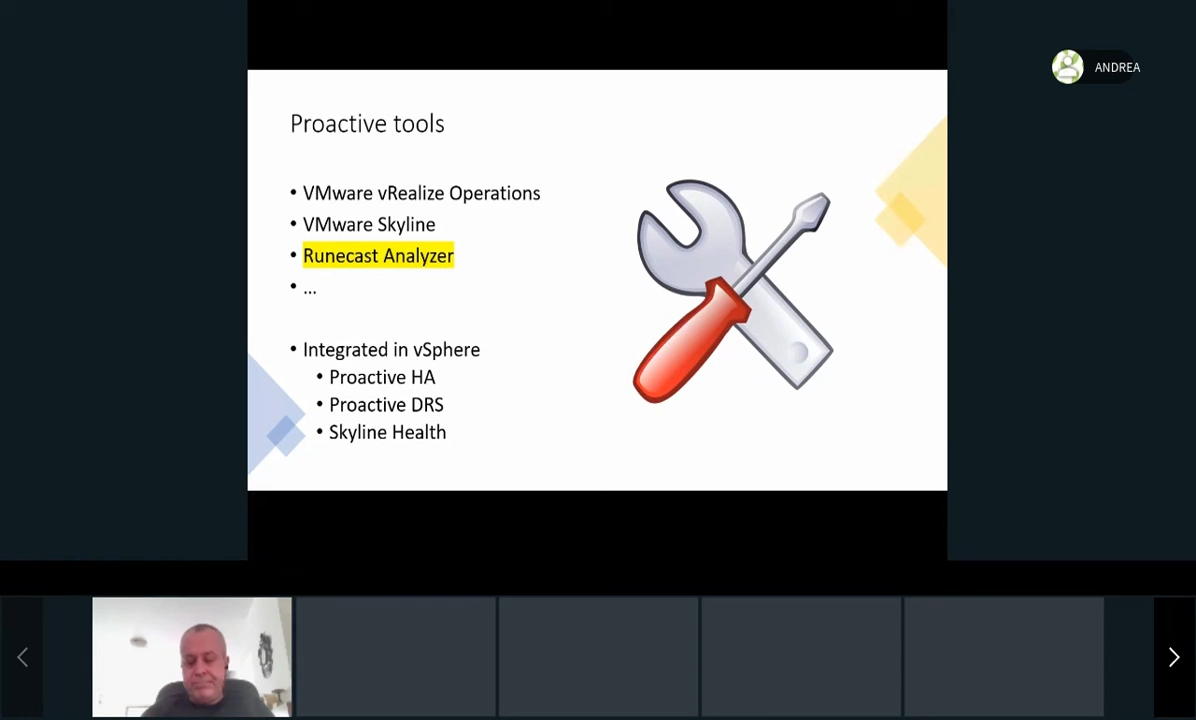 ANDREA
Proactive tools
• VMware vRealize Operations
• VMware Skyline
• Runecast Analyzer
• ...
• Integrated in vSphere
• Proactive HA
• Proactive DRS
• Skyline Health